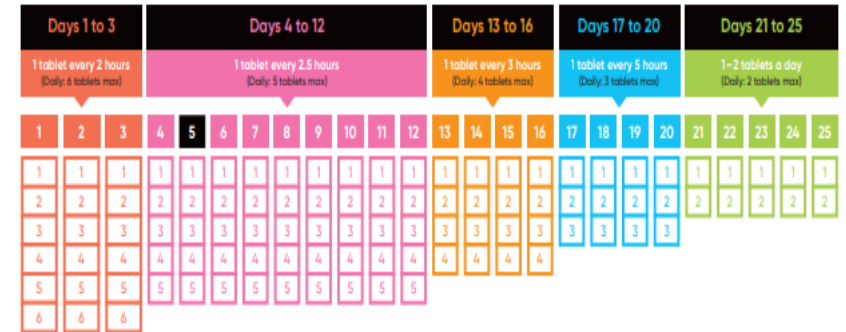 Days 1 to 3 Days 4 to 12 Days 13 to 16 Days 17 to 20 Days 21 to 25
1 tablet every 2 hours 1 tablet every 2.5 hours 1 tablet every 3 hours 1 tablet every 5 hours 1-2 tablets a day
(Daily: 6 tablets max) (Daily: 5 tablets max) (Daily: 4 tablets max) (Daily: 3 tablets max) (Daily: 2 tablets max)
1 2 3 4 5 6 7 8 9 10 11 12 13 14 15 16 17 18 19 20 21 22 23 24 25
1 1 1 1 1 1 1 1 1 1 1 1 1 1 1 1 1 1 1 1 1 1 1 1 1
2 2 2 2 2 2 2 2 2 2 2 2 2 2 2 2 2 2 2 2 2 2 2 2 2
3 3 3 3 3 3 3 3 3 3 3 3 3 3 3 3 3 3 3 3
4 4 4 4 4 4 4 4 4 4 4 4 4 4 4 4
5 5 5 5 5 5 5 5 5 5 5 5
6 6 6